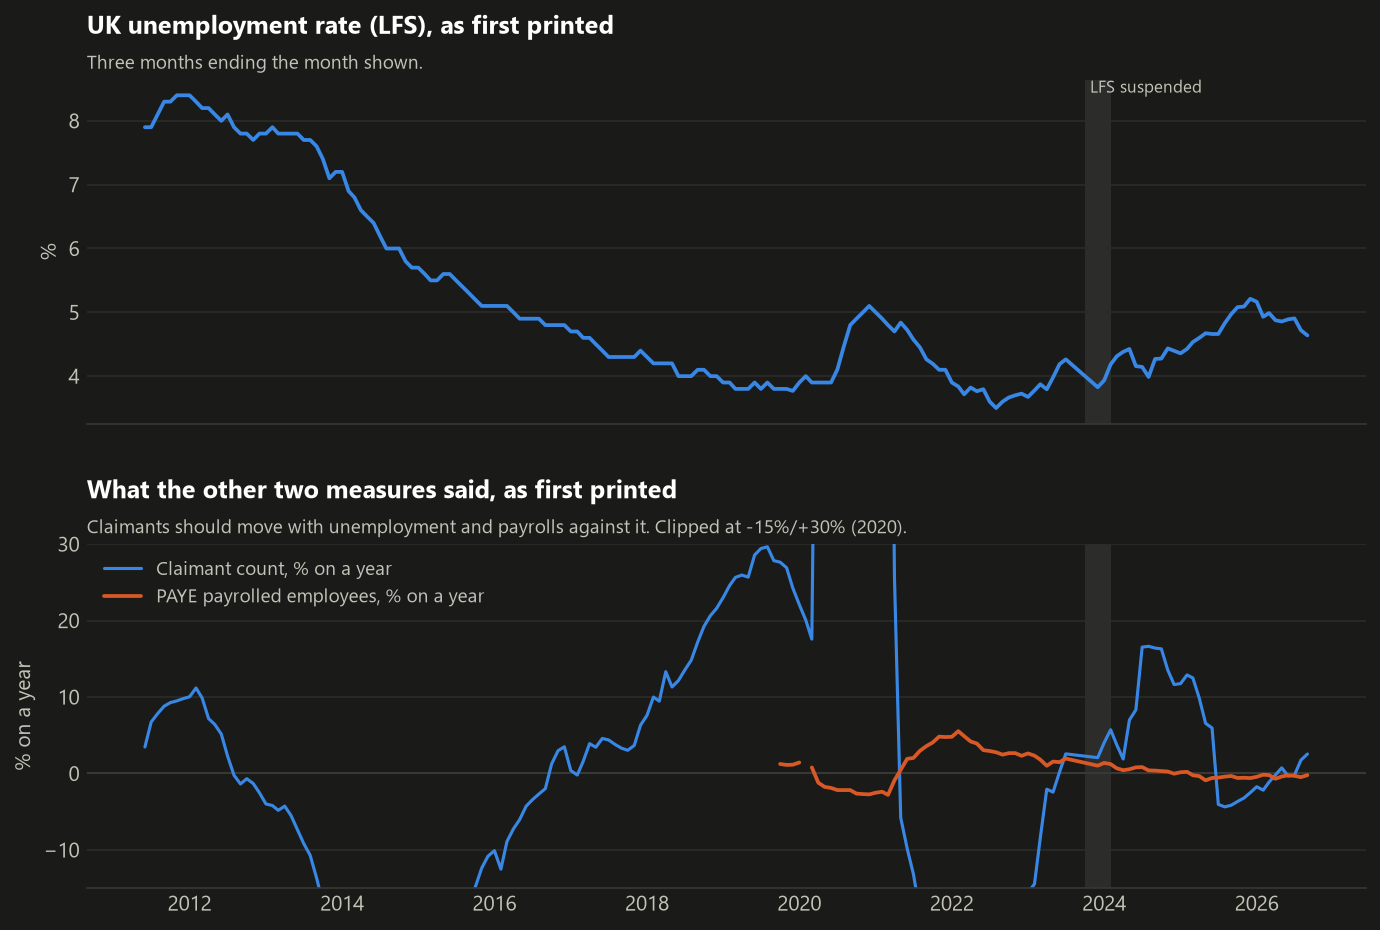 UK unemployment rate (LFS), as first printed
Three months ending the month shown.
LFS suspended
8
7
6
5
4
%
What the other two measures said, as first printed
Claimants should move with unemployment and payrolls against it. Clipped at -15%/+30% (2020).
30
20
10
0
−10
% on a year
Claimant count, % on a year
PAYE payrolled employees, % on a year
2012 2014 2016 2018 2020 2022 2024 2026